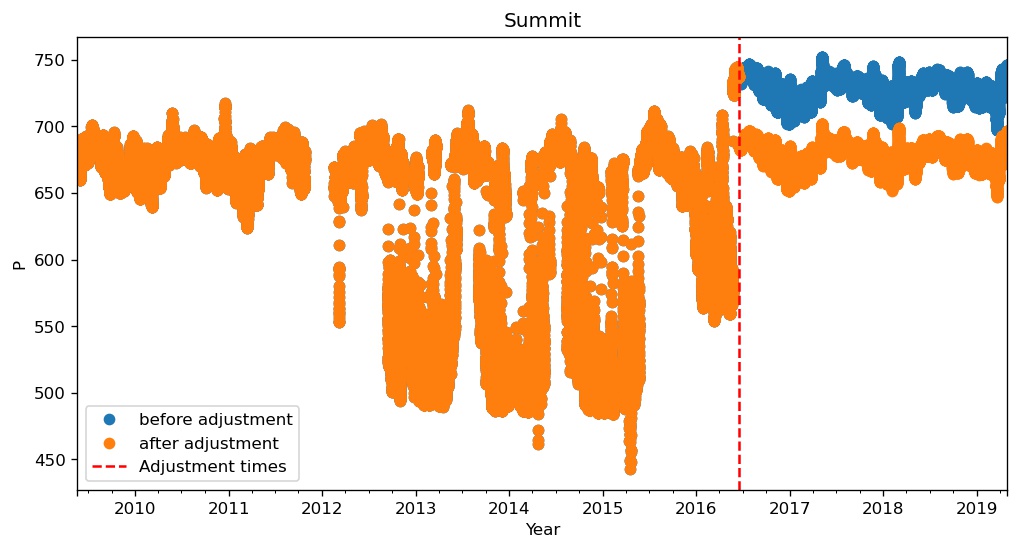 Summit
750
700
650
600
550
500
450
P
before adjustment
after adjustment
Adjustment times
2010 2011 2012 2013 2014 2015 2016 2017 2018 2019
Year